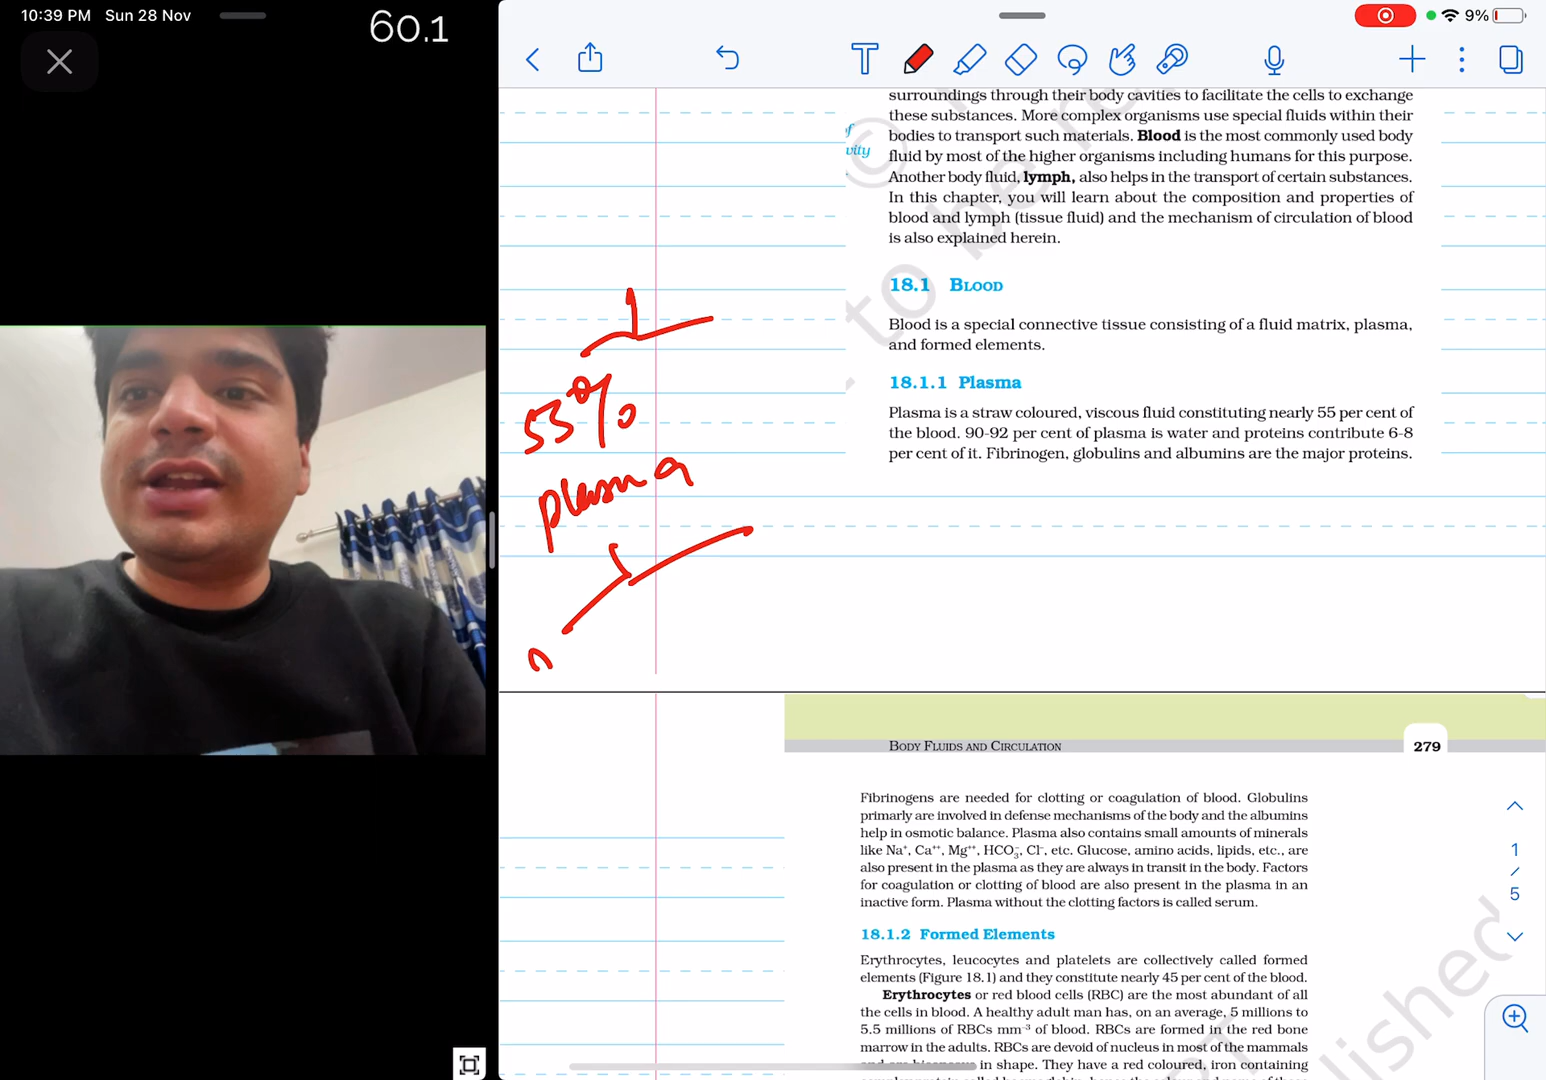 10:39 PM Sun 28 Nov
60.1
9%
surroundings through their body cavities to facilitate the cells to exchange
these substances. More complex organisms use special fluids within their
bodies to transport such materials. Blood is the most commonly used body
fluid by most of the higher organisms including humans for this purpose.
Another body fluid, lymph, also helps in the transport of certain substances.
In this chapter, you will learn about the composition and properties of
blood and lymph (tissue fluid) and the mechanism of circulation of blood
is also explained herein.
18.1 BLOOD
Blood is a special connective tissue consisting of a fluid matrix, plasma,
and formed elements.
18.1.1 Plasma
Plasma is a straw coloured, viscous fluid constituting nearly 55 per cent of
the blood. 90-92 per cent of plasma is water and proteins contribute 6-8
per cent of it. Fibrinogen, globulins and albumins are the major proteins.
55%
plasma
BODY FLUIDS AND CIRCULATION
279
Fibrinogens are needed for clotting or coagulation of blood. Globulins
primarly are involved in defense mechanisms of the body and the albumins
help in osmotic balance. Plasma also contains small amounts of minerals
like Na⁺, Ca⁺⁺, Mg⁺⁺, HCO₃⁻, Cl⁻, etc. Glucose, amino acids, lipids, etc., are
also present in the plasma as they are always in transit in the body. Factors
for coagulation or clotting of blood are also present in the plasma in an
inactive form. Plasma without the clotting factors is called serum.
18.1.2 Formed Elements
Erythrocytes, leucocytes and platelets are collectively called formed
elements (Figure 18.1) and they constitute nearly 45 per cent of the blood.
Erythrocytes or red blood cells (RBC) are the most abundant of all
the cells in blood. A healthy adult man has, on an average, 5 millions to
5.5 millions of RBCs mm⁻³ of blood. RBCs are formed in the red bone
marrow in the adults. RBCs are devoid of nucleus in most of the mammals
in shape. They have a red coloured, iron containing
1
/
5